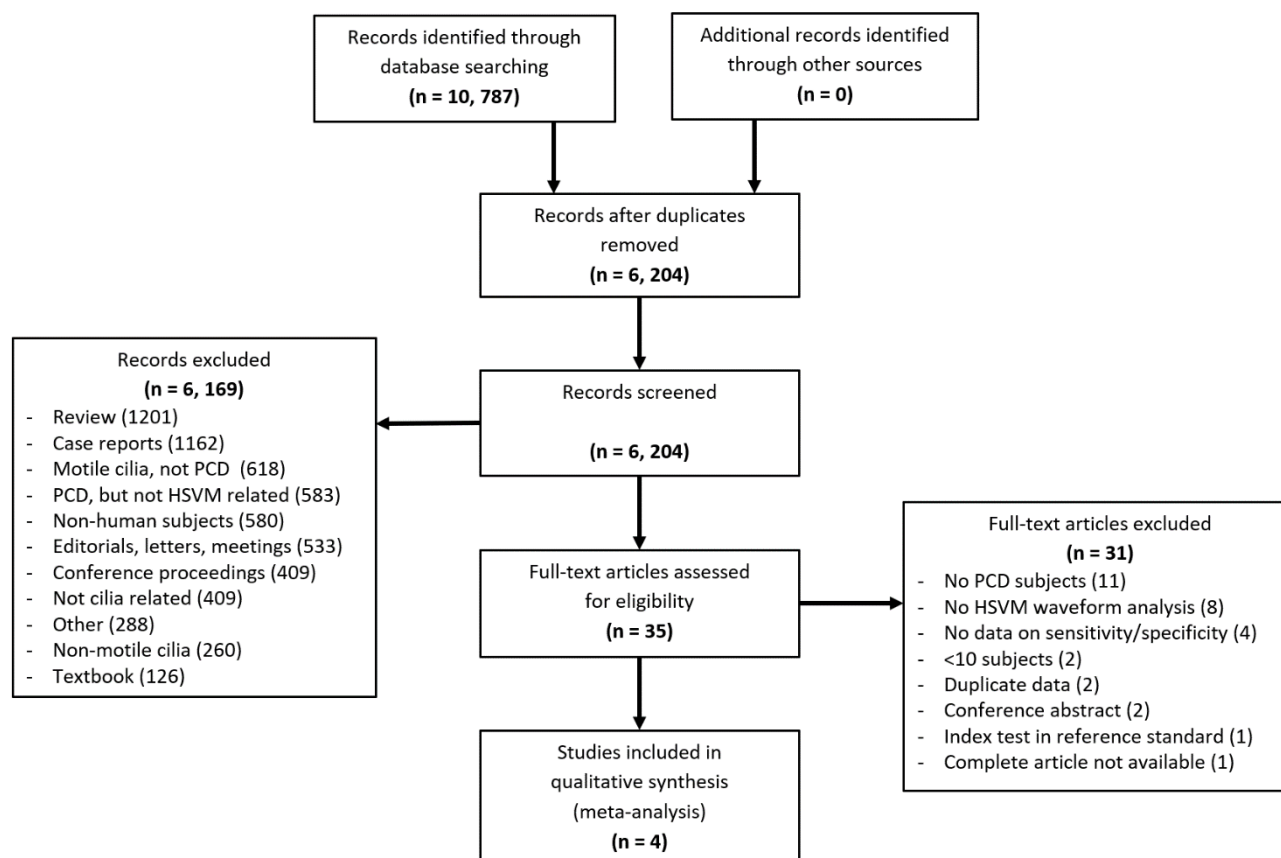 Records identified through
database searching
(n = 10, 787)
Additional records identified
through other sources
(n = 0)
Records after duplicates
removed
(n = 6, 204)
Records excluded
(n = 6, 169)
- Review (1201)
- Case reports (1162)
- Motile cilia, not PCD (618)
- PCD, but not HSVM related (583)
- Non-human subjects (580)
- Editorials, letters, meetings (533)
- Conference proceedings (409)
- Not cilia related (409)
- Other (288)
- Non-motile cilia (260)
- Textbook (126)
Records screened
(n = 6, 204)
Full-text articles assessed
for eligibility
(n = 35)
Full-text articles excluded
(n = 31)
- No PCD subjects (11)
- No HSVM waveform analysis (8)
- No data on sensitivity/specificity (4)
- <10 subjects (2)
- Duplicate data (2)
- Conference abstract (2)
- Index test in reference standard (1)
- Complete article not available (1)
Studies included in
qualitative synthesis
(meta-analysis)
(n = 4)